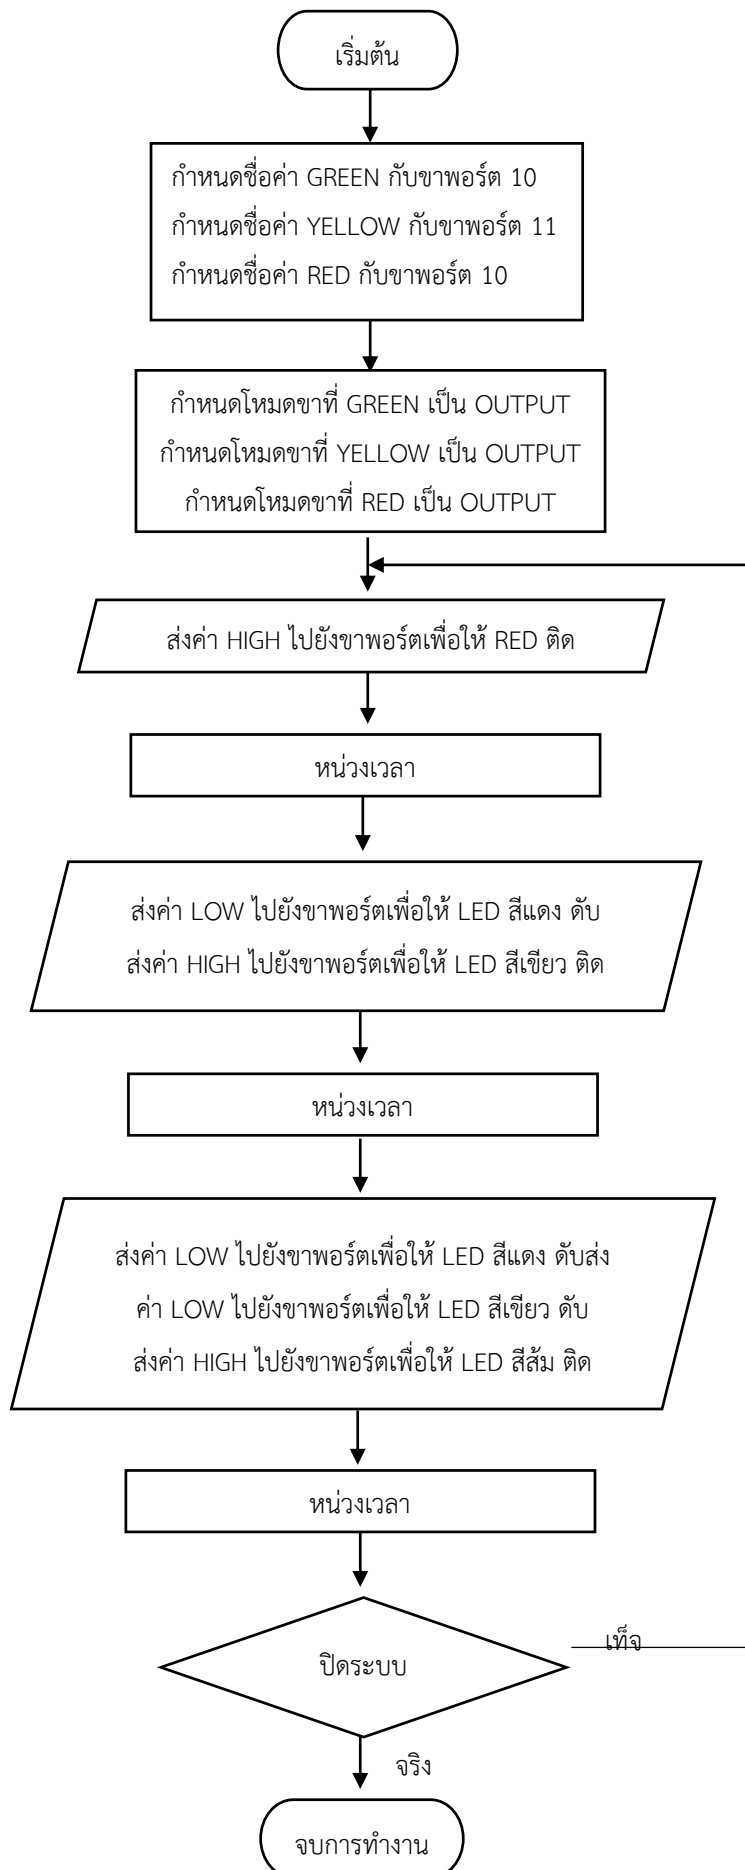 เริ่มต้น
กำหนดชื่อค่า GREEN กับขาพอร์ต 10
กำหนดชื่อค่า YELLOW กับขาพอร์ต 11
กำหนดชื่อค่า RED กับขาพอร์ต 10
กำหนดโหมดขาที่ GREEN เป็น OUTPUT
กำหนดโหมดขาที่ YELLOW เป็น OUTPUT
กำหนดโหมดขาที่ RED เป็น OUTPUT
ส่งค่า HIGH ไปยังขาพอร์ตเพื่อให้ RED ติด
หน่วงเวลา
ส่งค่า LOW ไปยังขาพอร์ตเพื่อให้ LED สีแดง ดับ
ส่งค่า HIGH ไปยังขาพอร์ตเพื่อให้ LED สีเขียว ติด
หน่วงเวลา
ส่งค่า LOW ไปยังขาพอร์ตเพื่อให้ LED สีแดง ดับส่ง
ค่า LOW ไปยังขาพอร์ตเพื่อให้ LED สีเขียว ดับ
ส่งค่า HIGH ไปยังขาพอร์ตเพื่อให้ LED สีส้ม ติด
หน่วงเวลา
เท็จ
ปิดระบบ
จริง
จบการทำงาน